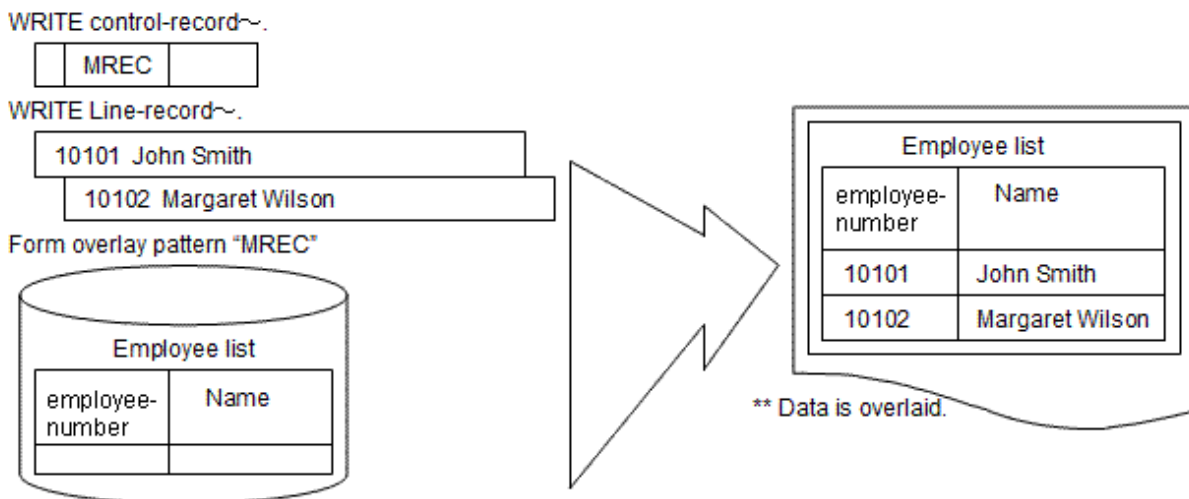 WRITE control-record～.
MREC
WRITE Line-record～.
10101 John Smith
10102 Margaret Wilson
Form overlay pattern “MREC”
Employee list
employee-
number
Name
Employee list
employee-
number
Name
10101 John Smith
10102 Margaret Wilson
** Data is overlaid.